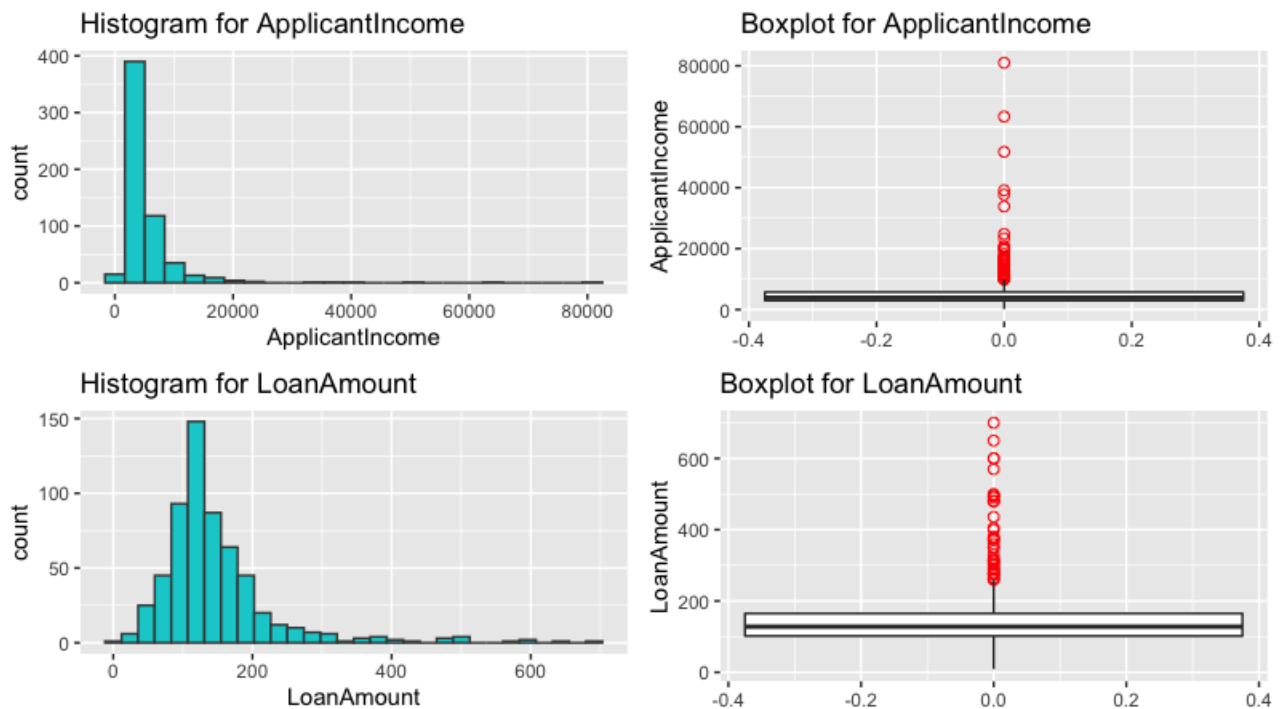 Histogram for ApplicantIncome
400
300
200
100
0
count
0 20000 40000 60000 80000
ApplicantIncome
Boxplot for ApplicantIncome
80000
60000
40000
20000
0
ApplicantIncome
-0.4 -0.2 0.0 0.2 0.4
Histogram for LoanAmount
150
100
50
0
count
0 200 400 600
LoanAmount
Boxplot for LoanAmount
600
400
200
0
LoanAmount
-0.4 -0.2 0.0 0.2 0.4